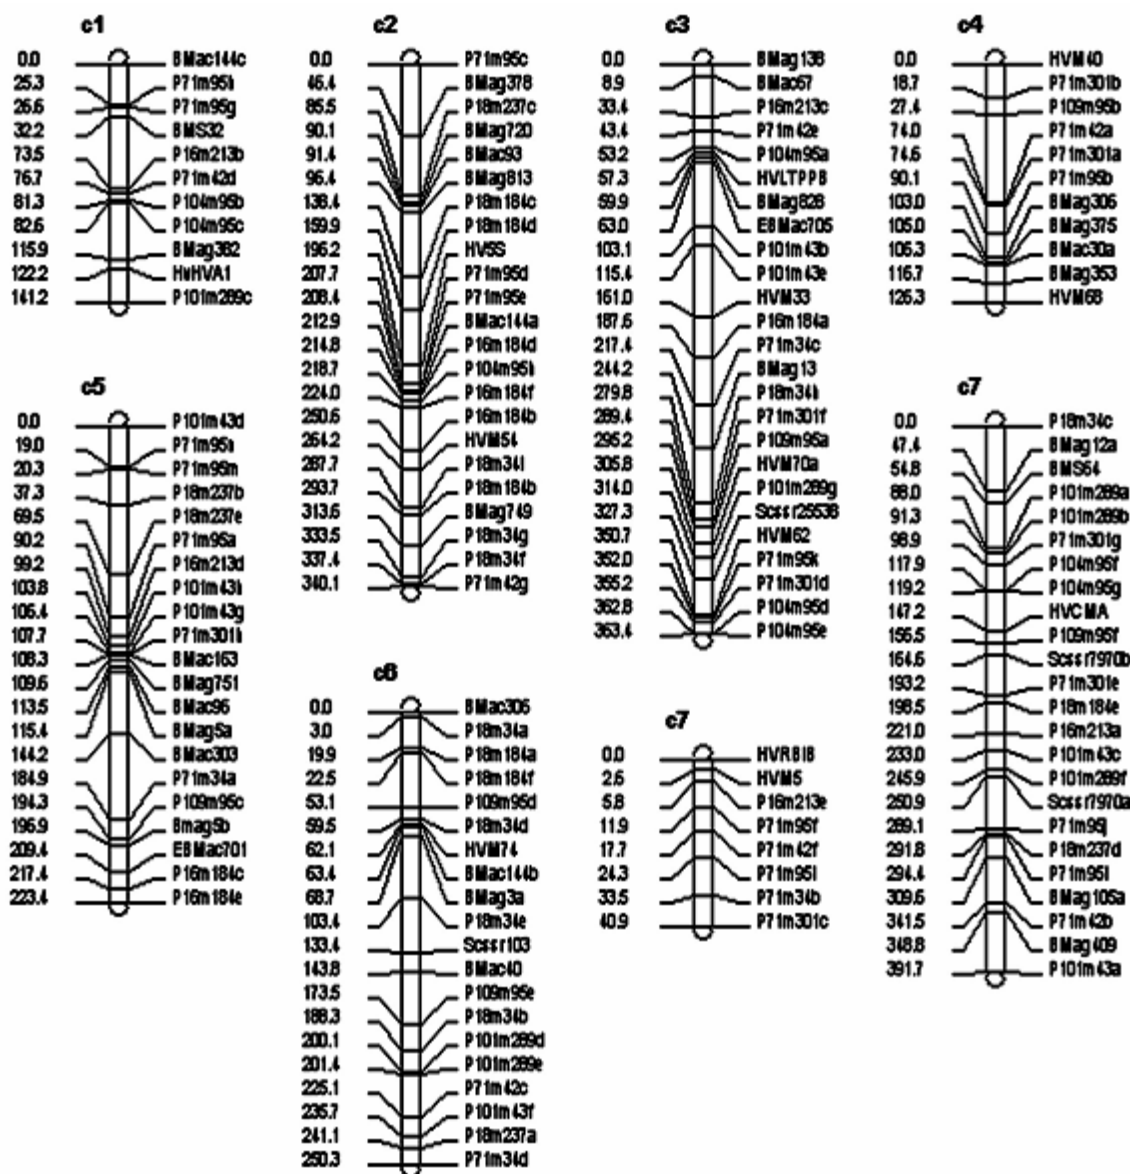 c1
0.0 BMac144c
25.3 P71m95h
26.6 P71m95g
32.2 BMS32
73.5 P16m213b
76.7 P71m42d
81.3 P104m95b
82.6 P104m95c
115.9 BMag382
122.2 HvHVA1
141.2 P101m289c
c2
0.0 P71m95c
46.4 BMag378
85.5 P18m237c
90.1 BMag720
91.4 BMac93
96.4 BMag813
138.4 P18m184c
159.9 P18m184d
196.2 HV5S
207.7 P71m95d
208.4 P71m95e
212.9 BMac144a
214.8 P16m184d
218.7 P104m95h
224.0 P16m184f
250.6 P16m184b
264.2 HVM54
287.7 P18m34i
293.7 P18m184b
313.6 BMag749
333.5 P18m34g
337.4 P18m34f
340.1 P71m42g
c3
0.0 BMag138
8.9 BMac67
33.4 P16m213c
43.4 P71m42e
53.2 P104m95a
57.3 HVLTPPB
59.9 BMag828
63.0 EBMac705
103.1 P101m43b
115.4 P101m43e
161.0 HVM33
187.6 P16m184a
217.4 P71m34c
244.2 BMag13
279.8 P18m34h
289.4 P71m301f
295.2 P109m95a
305.8 HVM70a
314.0 P101m289g
327.3 Scssr25538
350.7 HVM62
352.0 P71m95k
355.2 P71m301d
362.8 P104m95d
363.4 P104m95e
c4
0.0 HVM40
18.7 P71m301b
27.4 P109m95b
74.0 P71m42a
74.6 P71m301a
90.1 P71m95b
103.0 BMag306
105.0 BMag375
106.3 BMac30a
116.7 BMag353
126.3 HVM68
c5
0.0 P101m43d
19.0 P71m95n
20.3 P71m95m
37.3 P18m237b
69.5 P18m237e
90.2 P71m95a
99.2 P16m213d
103.8 P101m43h
106.4 P101m43g
107.7 P71m301h
108.3 BMac163
109.6 BMag751
113.5 BMac96
115.4 BMag5a
144.2 BMac303
184.9 P71m34a
194.3 P109m95c
196.9 Bmag5b
209.4 EBMac701
217.4 P16m184c
223.4 P16m184e
c6
0.0 BMac306
3.0 P18m34a
19.9 P18m184a
22.5 P18m184f
53.1 P109m95d
59.5 P18m34d
62.1 HVM74
63.4 BMac144b
68.7 BMag3a
103.4 P18m34e
133.4 Scssr103
143.8 BMac40
173.5 P109m95e
188.3 P18m34b
200.1 P101m289d
201.4 P101m289e
225.1 P71m42c
235.7 P101m43f
241.1 P18m237a
250.3 P71m34d
c7
0.0 HVR818
2.6 HVM5
5.8 P16m213e
11.9 P71m95f
17.7 P71m42f
24.3 P71m95l
33.5 P71m34b
40.9 P71m301c
c7
0.0 P18m34c
47.4 BMag12a
54.8 BMS64
88.0 P101m289a
91.3 P101m289b
98.9 P71m301g
117.9 P104m95f
119.2 P104m95g
147.2 HVCMA
156.5 P109m95f
164.6 Scssr7970b
193.2 P71m301e
198.5 P18m184e
221.0 P16m213a
233.0 P101m43c
245.9 P101m289f
250.9 Scssr7970a
289.1 P71m95j
291.8 P18m237d
294.4 P71m95i
309.6 BMag105a
341.5 P71m42b
348.8 BMag409
391.7 P101m43a